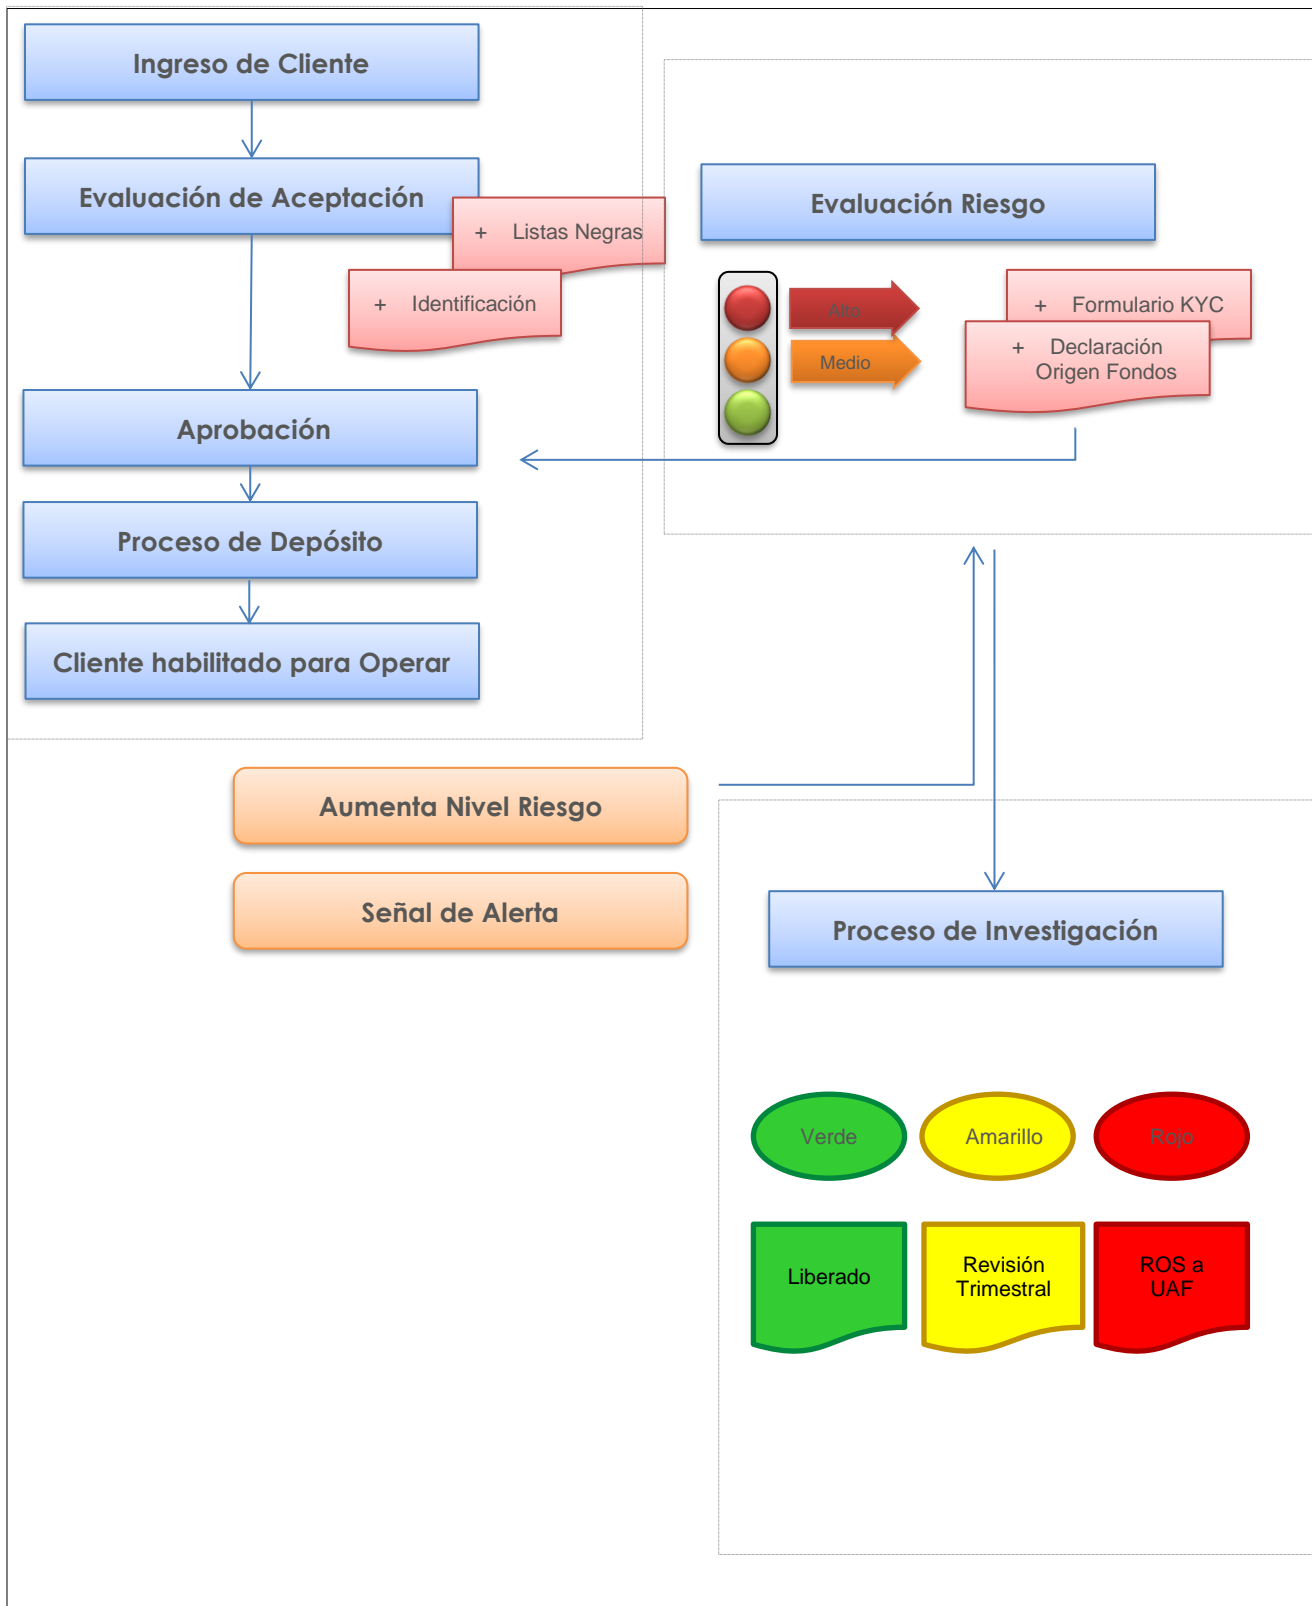 Ingreso de Cliente
Evaluación de Aceptación
+ Listas Negras
+ Identificación
Aprobación
Proceso de Depósito
Cliente habilitado para Operar
Evaluación Riesgo
Alto
Medio
+ Formulario KYC
+ Declaración
Origen Fondos
Aumenta Nivel Riesgo
Señal de Alerta
Proceso de Investigación
Verde
Amarillo
Rojo
Liberado
Revisión
Trimestral
ROS a
UAF